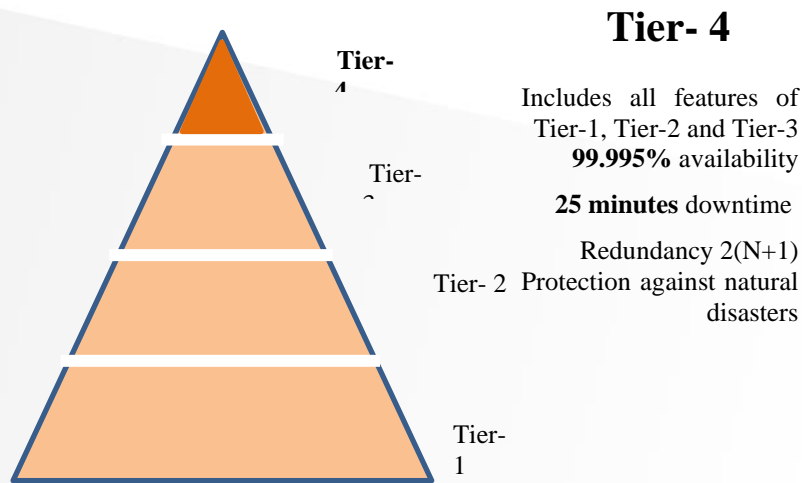 Tier- 4
Includes all features of
Tier-1, Tier-2 and Tier-3
99.995% availability
25 minutes downtime
Redundancy 2(N+1)
Protection against natural
disasters
Tier-
4
Tier-
Tier- 2
Tier-
1